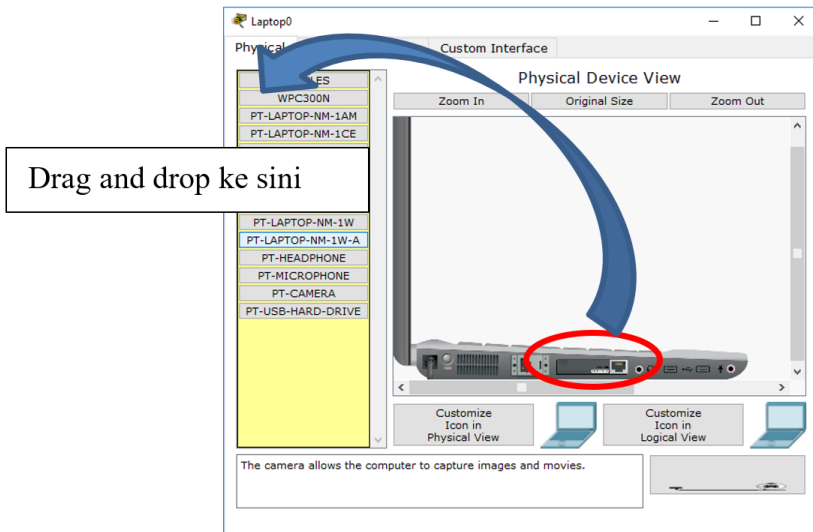 Laptop0
Physical
Custom Interface
Physical Device View
Zoom In
Original Size
Zoom Out
WPC300N
PT-LAPTOP-NM-1AM
PT-LAPTOP-NM-1CE
Drag and drop ke sini
PT-LAPTOP-NM-1W
PT-LAPTOP-NM-1W-A
PT-HEADPHONE
PT-MICROPHONE
PT-CAMERA
PT-USB-HARD-DRIVE
Customize
Icon in
Physical View
Customize
Icon in
Logical View
The camera allows the computer to capture images and movies.